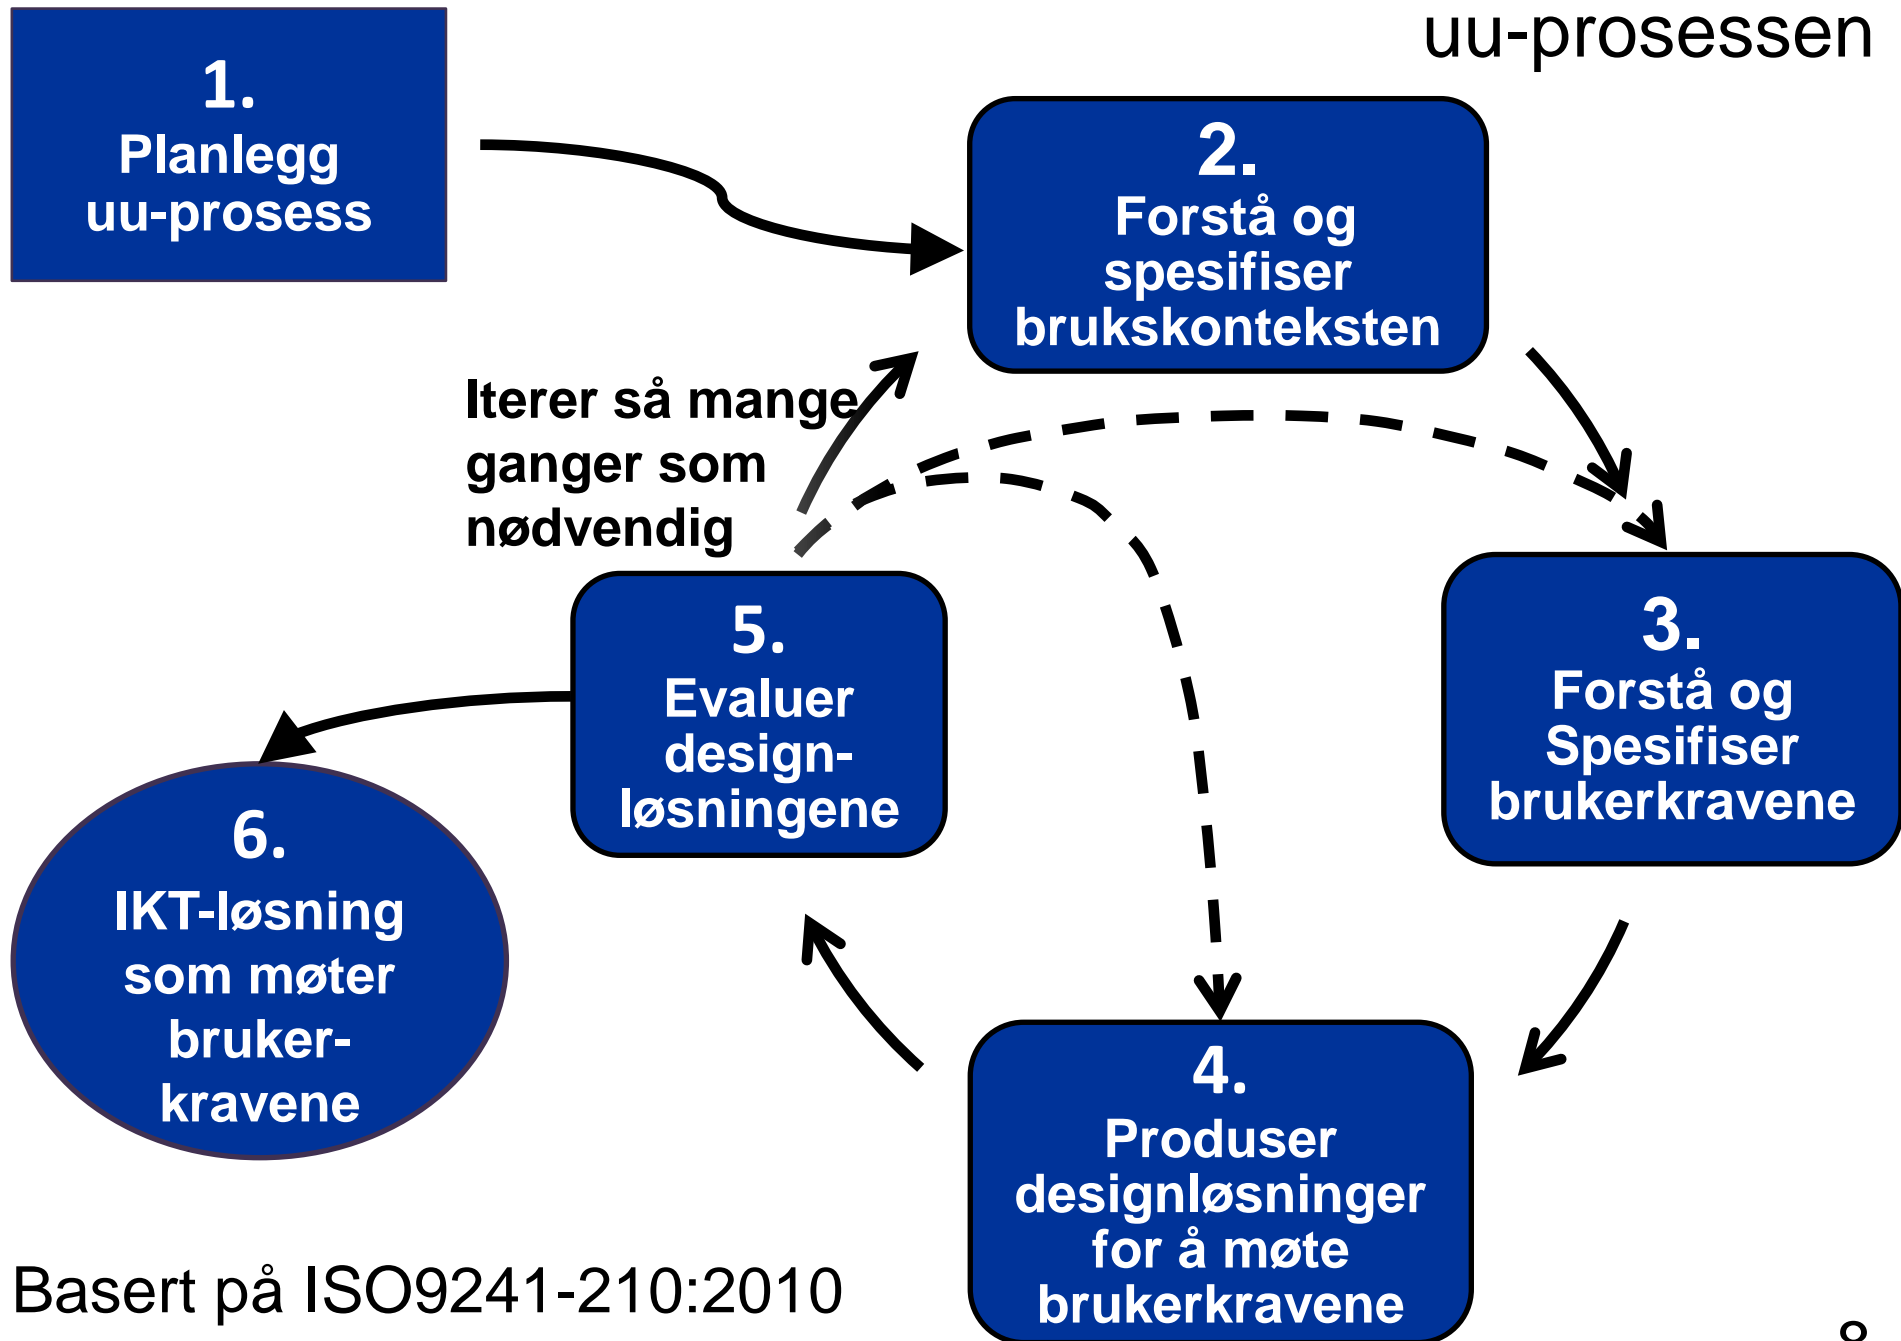 uu-prosessen
1.
Planlegg
uu-prosess
2.
Forstå og
spesifiser
brukskonteksten
Iterer så mange
ganger som
nødvendig
3.
Forstå og
Spesifiser
brukerkravene
5.
Evaluer
design-
løsningene
6.
IKT-løsning
som møter
bruker-
kravene
4.
Produser
designløsninger
for å møte
brukerkravene
Basert på ISO9241-210:2010